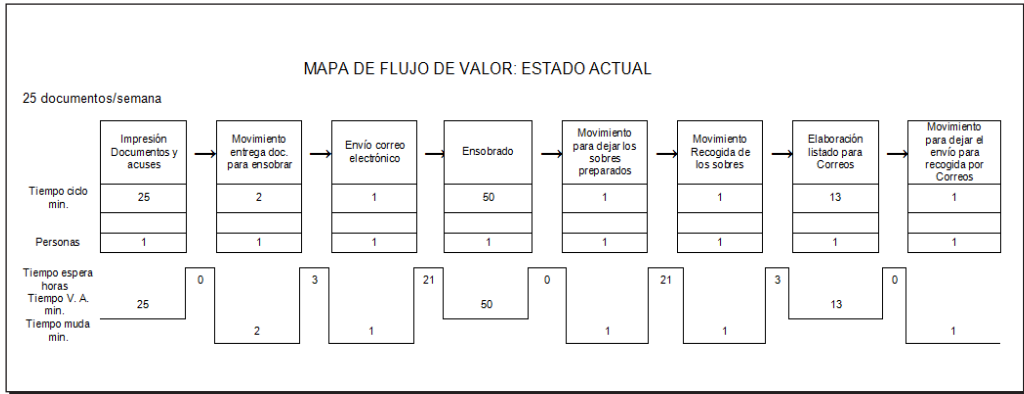 MAPA DE FLUJO DE VALOR: ESTADO ACTUAL
25 documentos/semana
Impresión
Documentos y
acuses
Movimiento
entrega doc.
para ensobrar
Envío correo
electrónico
Ensobrado
Movimiento
para dejar los
sobres
preparados
Movimiento
Recogida de
los sobres
Elaboración
listado para
Correos
Movimiento
para dejar el
envío para
recogida por
Correos
Tiempo ciclo
min.
25 2 1 50 1 1 13 1
Personas 1 1 1 1 1 1 1 1
Tiempo espera
horas
0 3 21 0 21 3 0
Tiempo V. A.
min.
25 50 13
Tiempo muda
min.
2 1 1 1 1